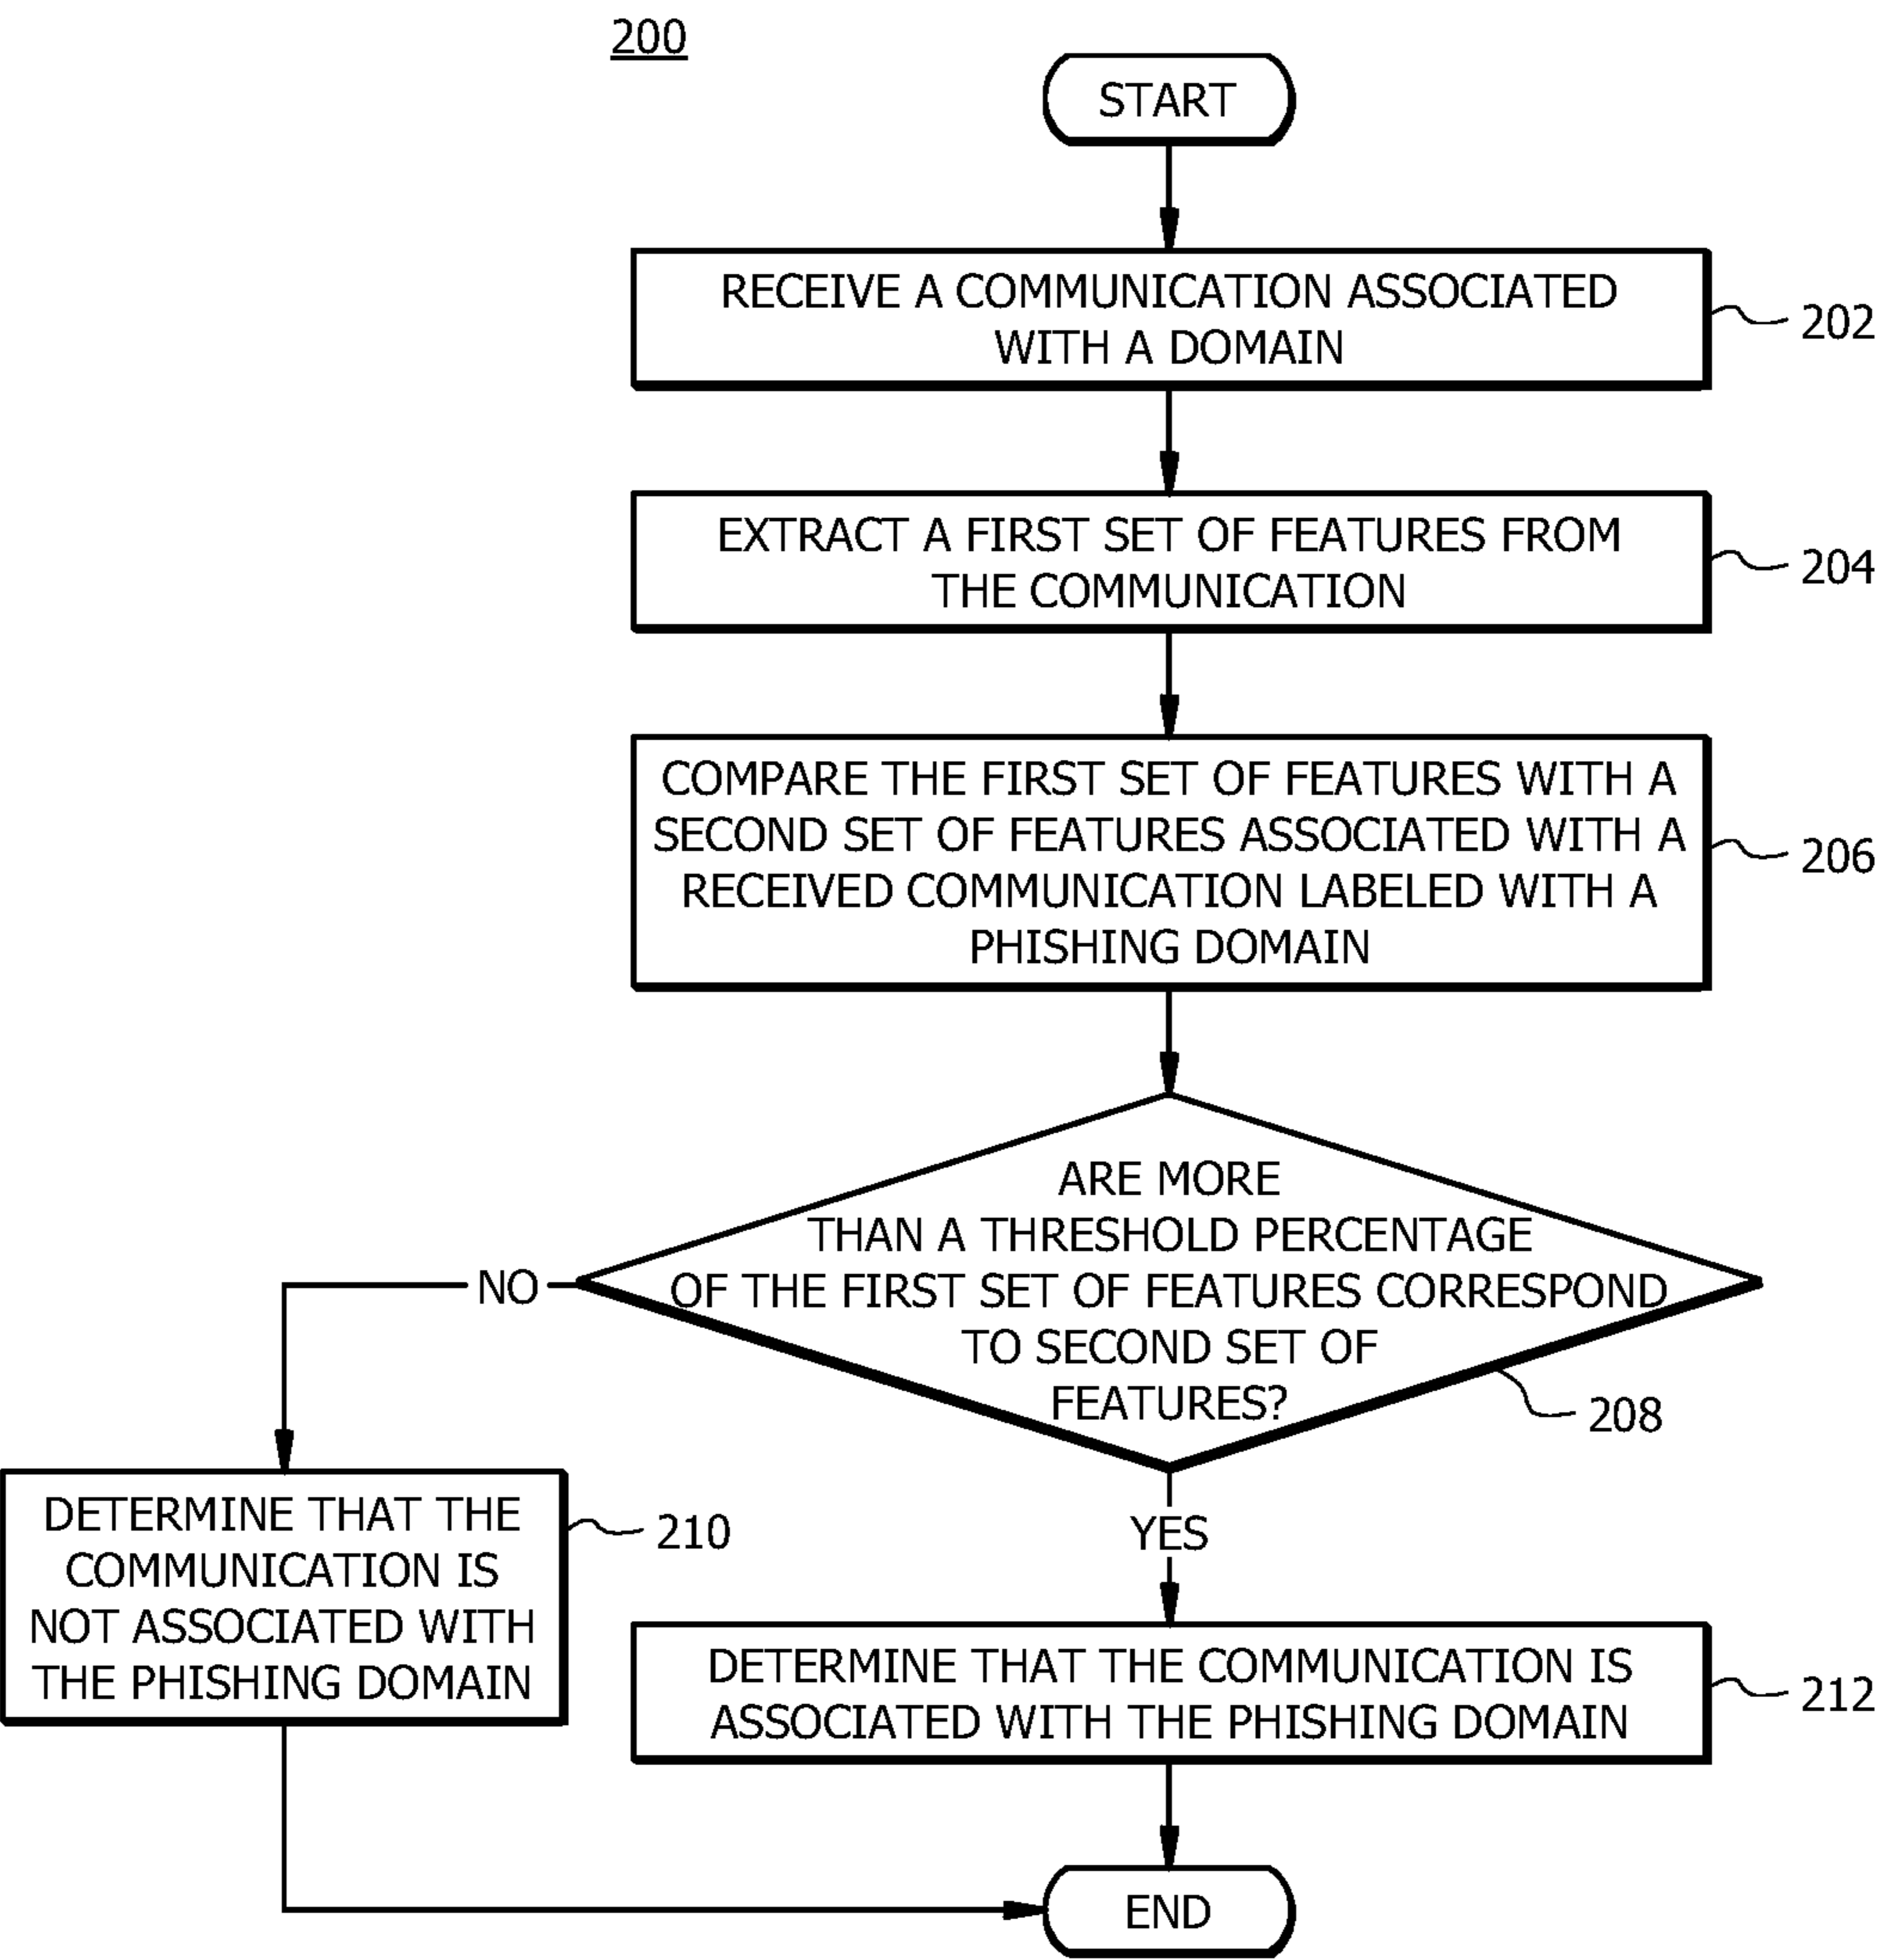 200
START
RECEIVE A COMMUNICATION ASSOCIATED
WITH A DOMAIN
202
EXTRACT A FIRST SET OF FEATURES FROM
THE COMMUNICATION
204
COMPARE THE FIRST SET OF FEATURES WITH A
SECOND SET OF FEATURES ASSOCIATED WITH A
RECEIVED COMMUNICATION LABELED WITH A
PHISHING DOMAIN
206
ARE MORE
THAN A THRESHOLD PERCENTAGE
OF THE FIRST SET OF FEATURES CORRESPOND
TO SECOND SET OF
FEATURES?
208
NO
DETERMINE THAT THE
COMMUNICATION IS
NOT ASSOCIATED WITH
THE PHISHING DOMAIN
210
YES
DETERMINE THAT THE COMMUNICATION IS
ASSOCIATED WITH THE PHISHING DOMAIN
212
END